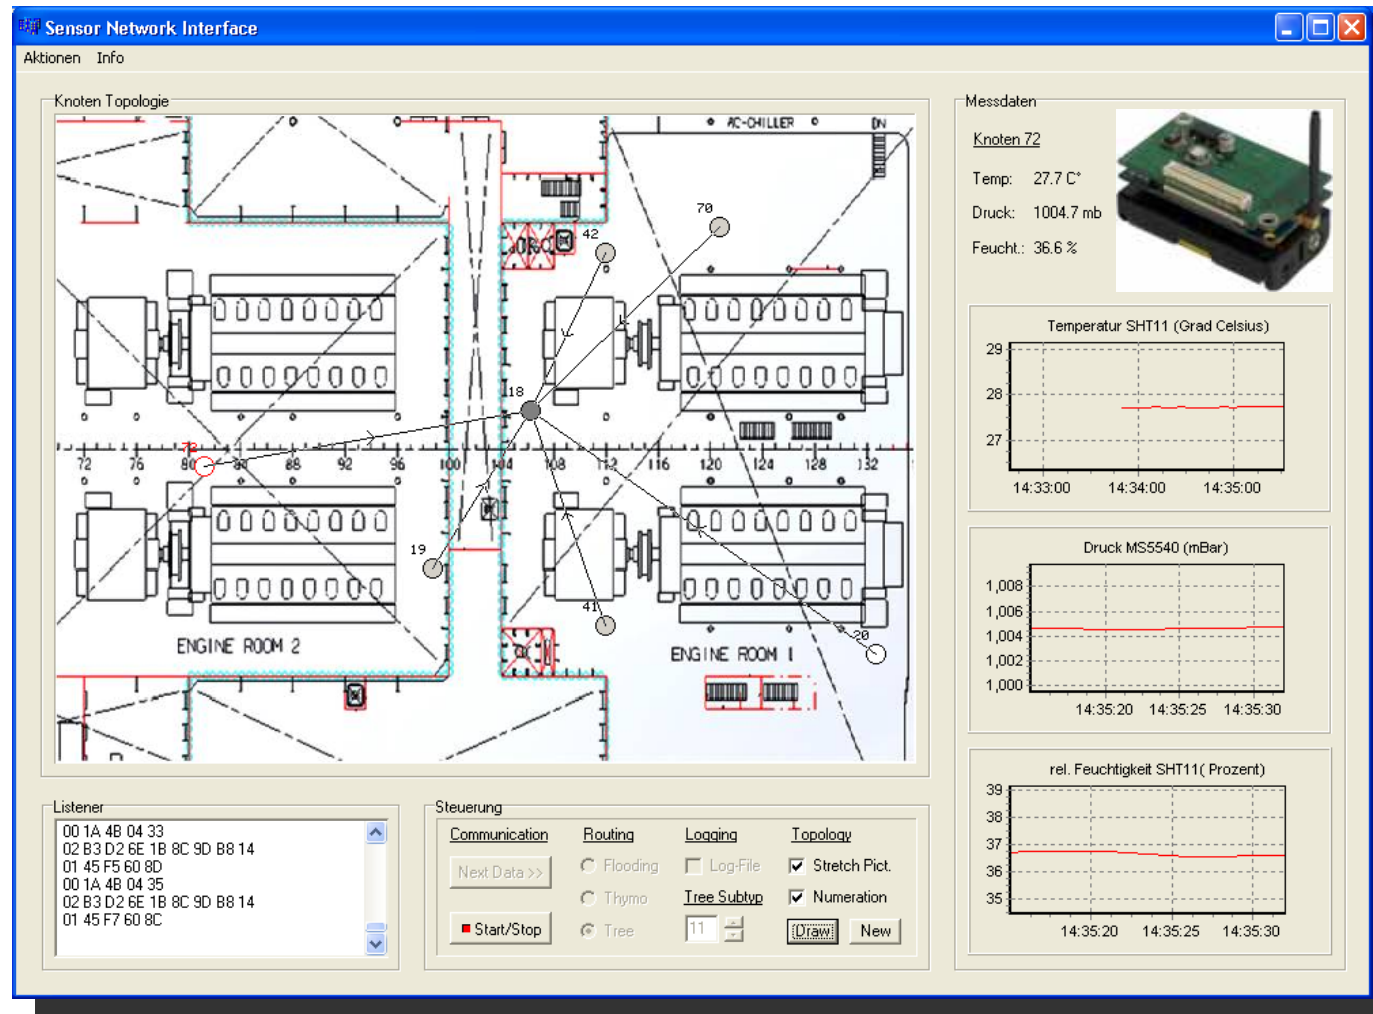 Sensor Network Interface
Aktionen Info
Knoten Topologie
AC-CHILLER DN
70
42
18
72
72 76 80 84 88 92 96 100 104 108 112 116 120 124 128 132
19
41
20
ENGINE ROOM 2
ENGINE ROOM 1
Messdaten
Knoten 72
Temp: 27.7 C°
Druck: 1004.7 mb
Feucht.: 36.6 %
Temperatur SHT11 (Grad Celsius)
29
28
27
14:33:00 14:34:00 14:35:00
Druck MS5540 (mBar)
1,008
1,006
1,004
1,002
1,000
14:35:20 14:35:25 14:35:30
rel. Feuchtigkeit SHT11( Prozent)
39
38
37
36
35
14:35:20 14:35:25 14:35:30
Listener
00 1A 4B 04 33
02 B3 D2 6E 1B 8C 9D B8 14
01 45 F5 60 8D
00 1A 4B 04 35
02 B3 D2 6E 1B 8C 9D B8 14
01 45 F7 60 8C
Steuerung
Communication Routing Logging Topology
Next Data >> Flooding Log-File Stretch Pict.
Thymo Tree Subtyp Numeration
Start/Stop Tree 11 Draw New